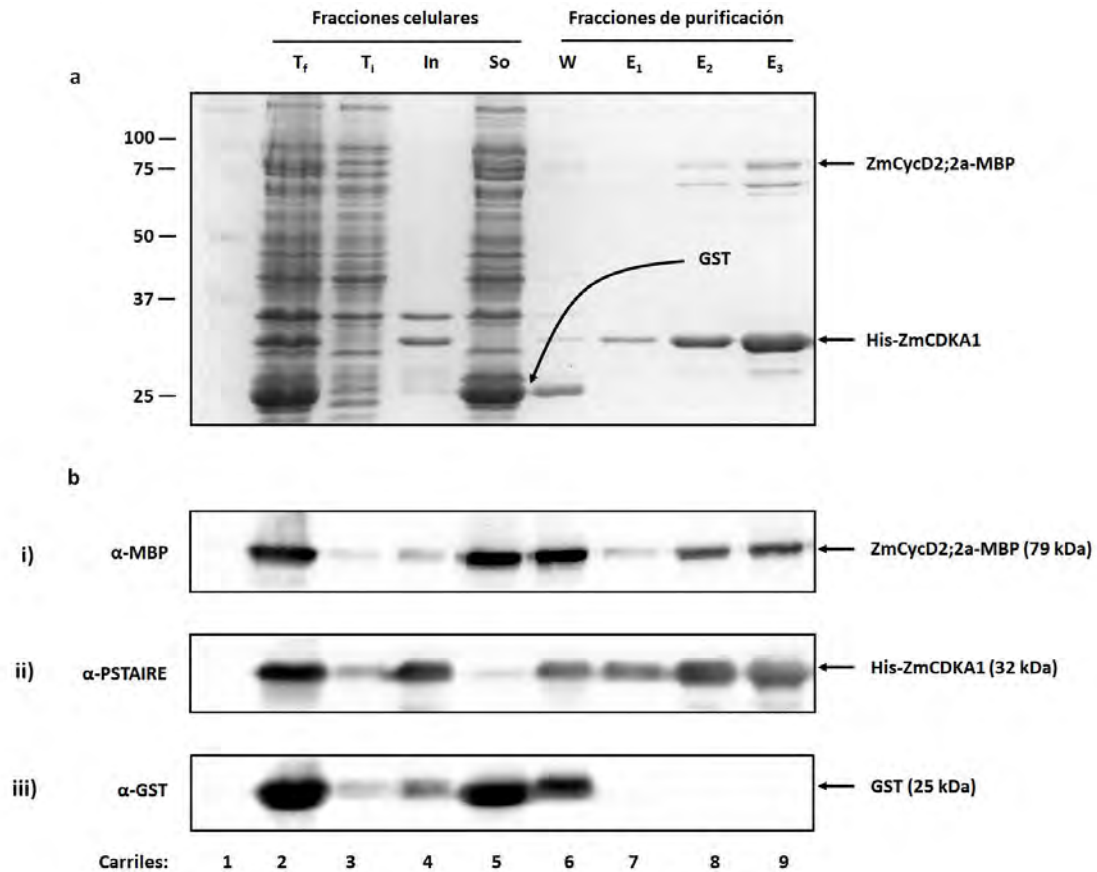 Fracciones celulares Fracciones de purificación
Tf Ti In So W E1 E2 E3
a
100
75
50
37
25
ZmCycD2;2a-MBP
GST
His-ZmCDKA1
b
i) α-MBP ZmCycD2;2a-MBP (79 kDa)
ii) α-PSTAIRE His-ZmCDKA1 (32 kDa)
iii) α-GST GST (25 kDa)
Carriles: 1 2 3 4 5 6 7 8 9